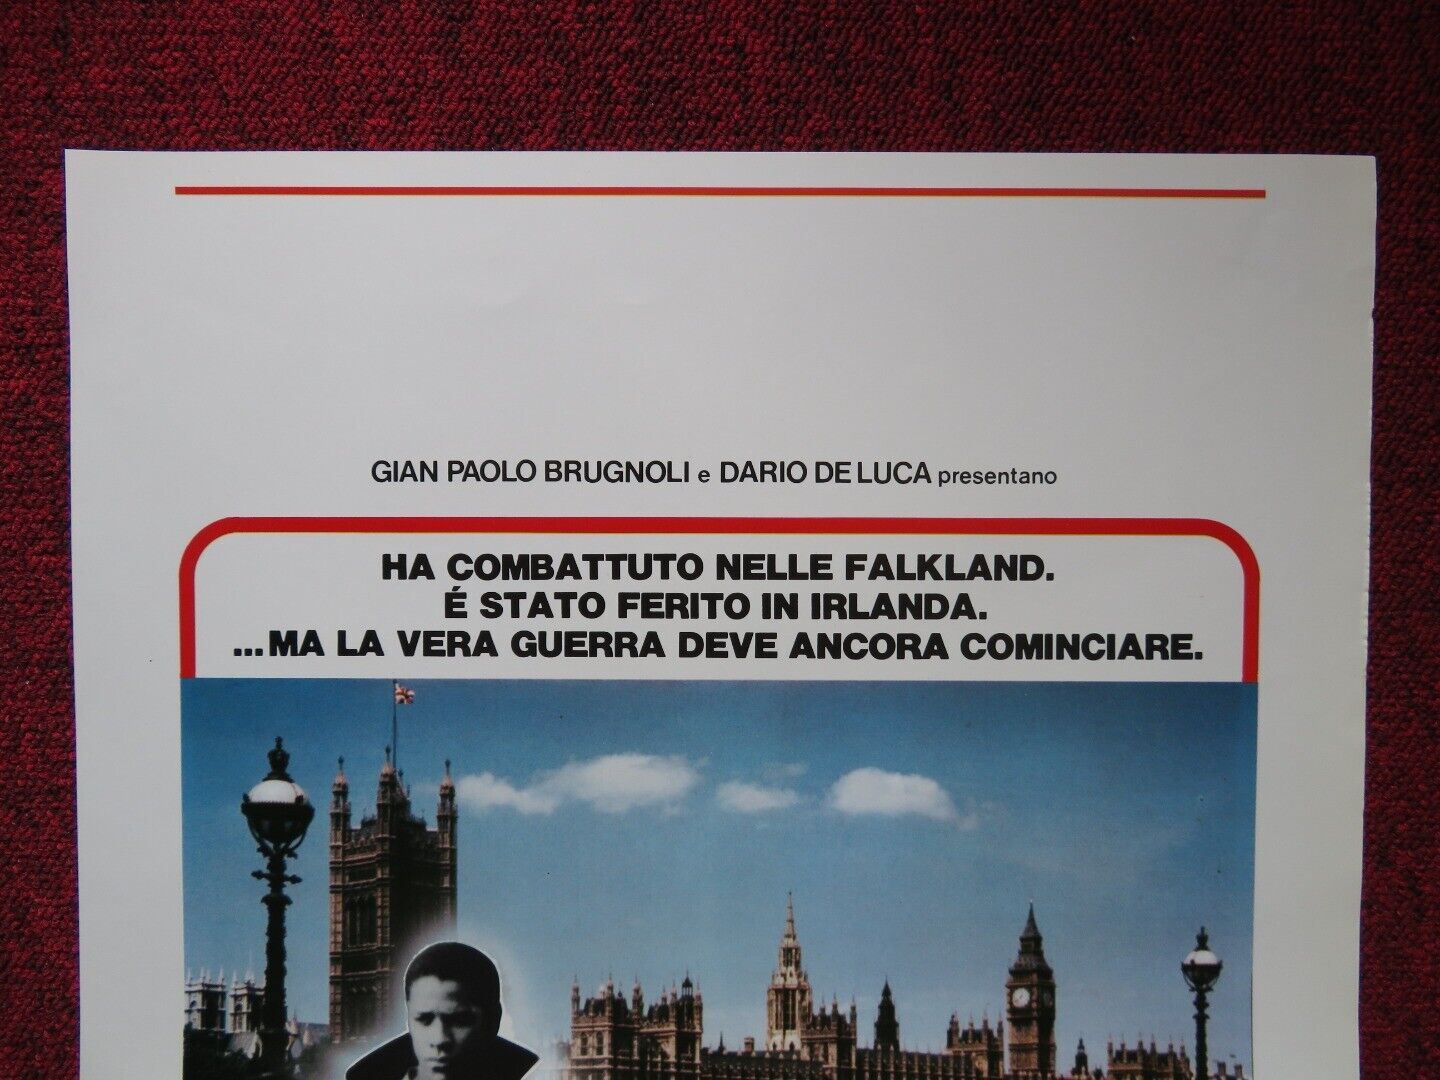 GIAN PAOLO BRUGNOLI e DARIO DE LUCA presentano
HA COMBATTUTO NELLE FALKLAND.
É STATO FERITO IN IRLANDA.
...MA LA VERA GUERRA DEVE ANCORA COMINCIARE.